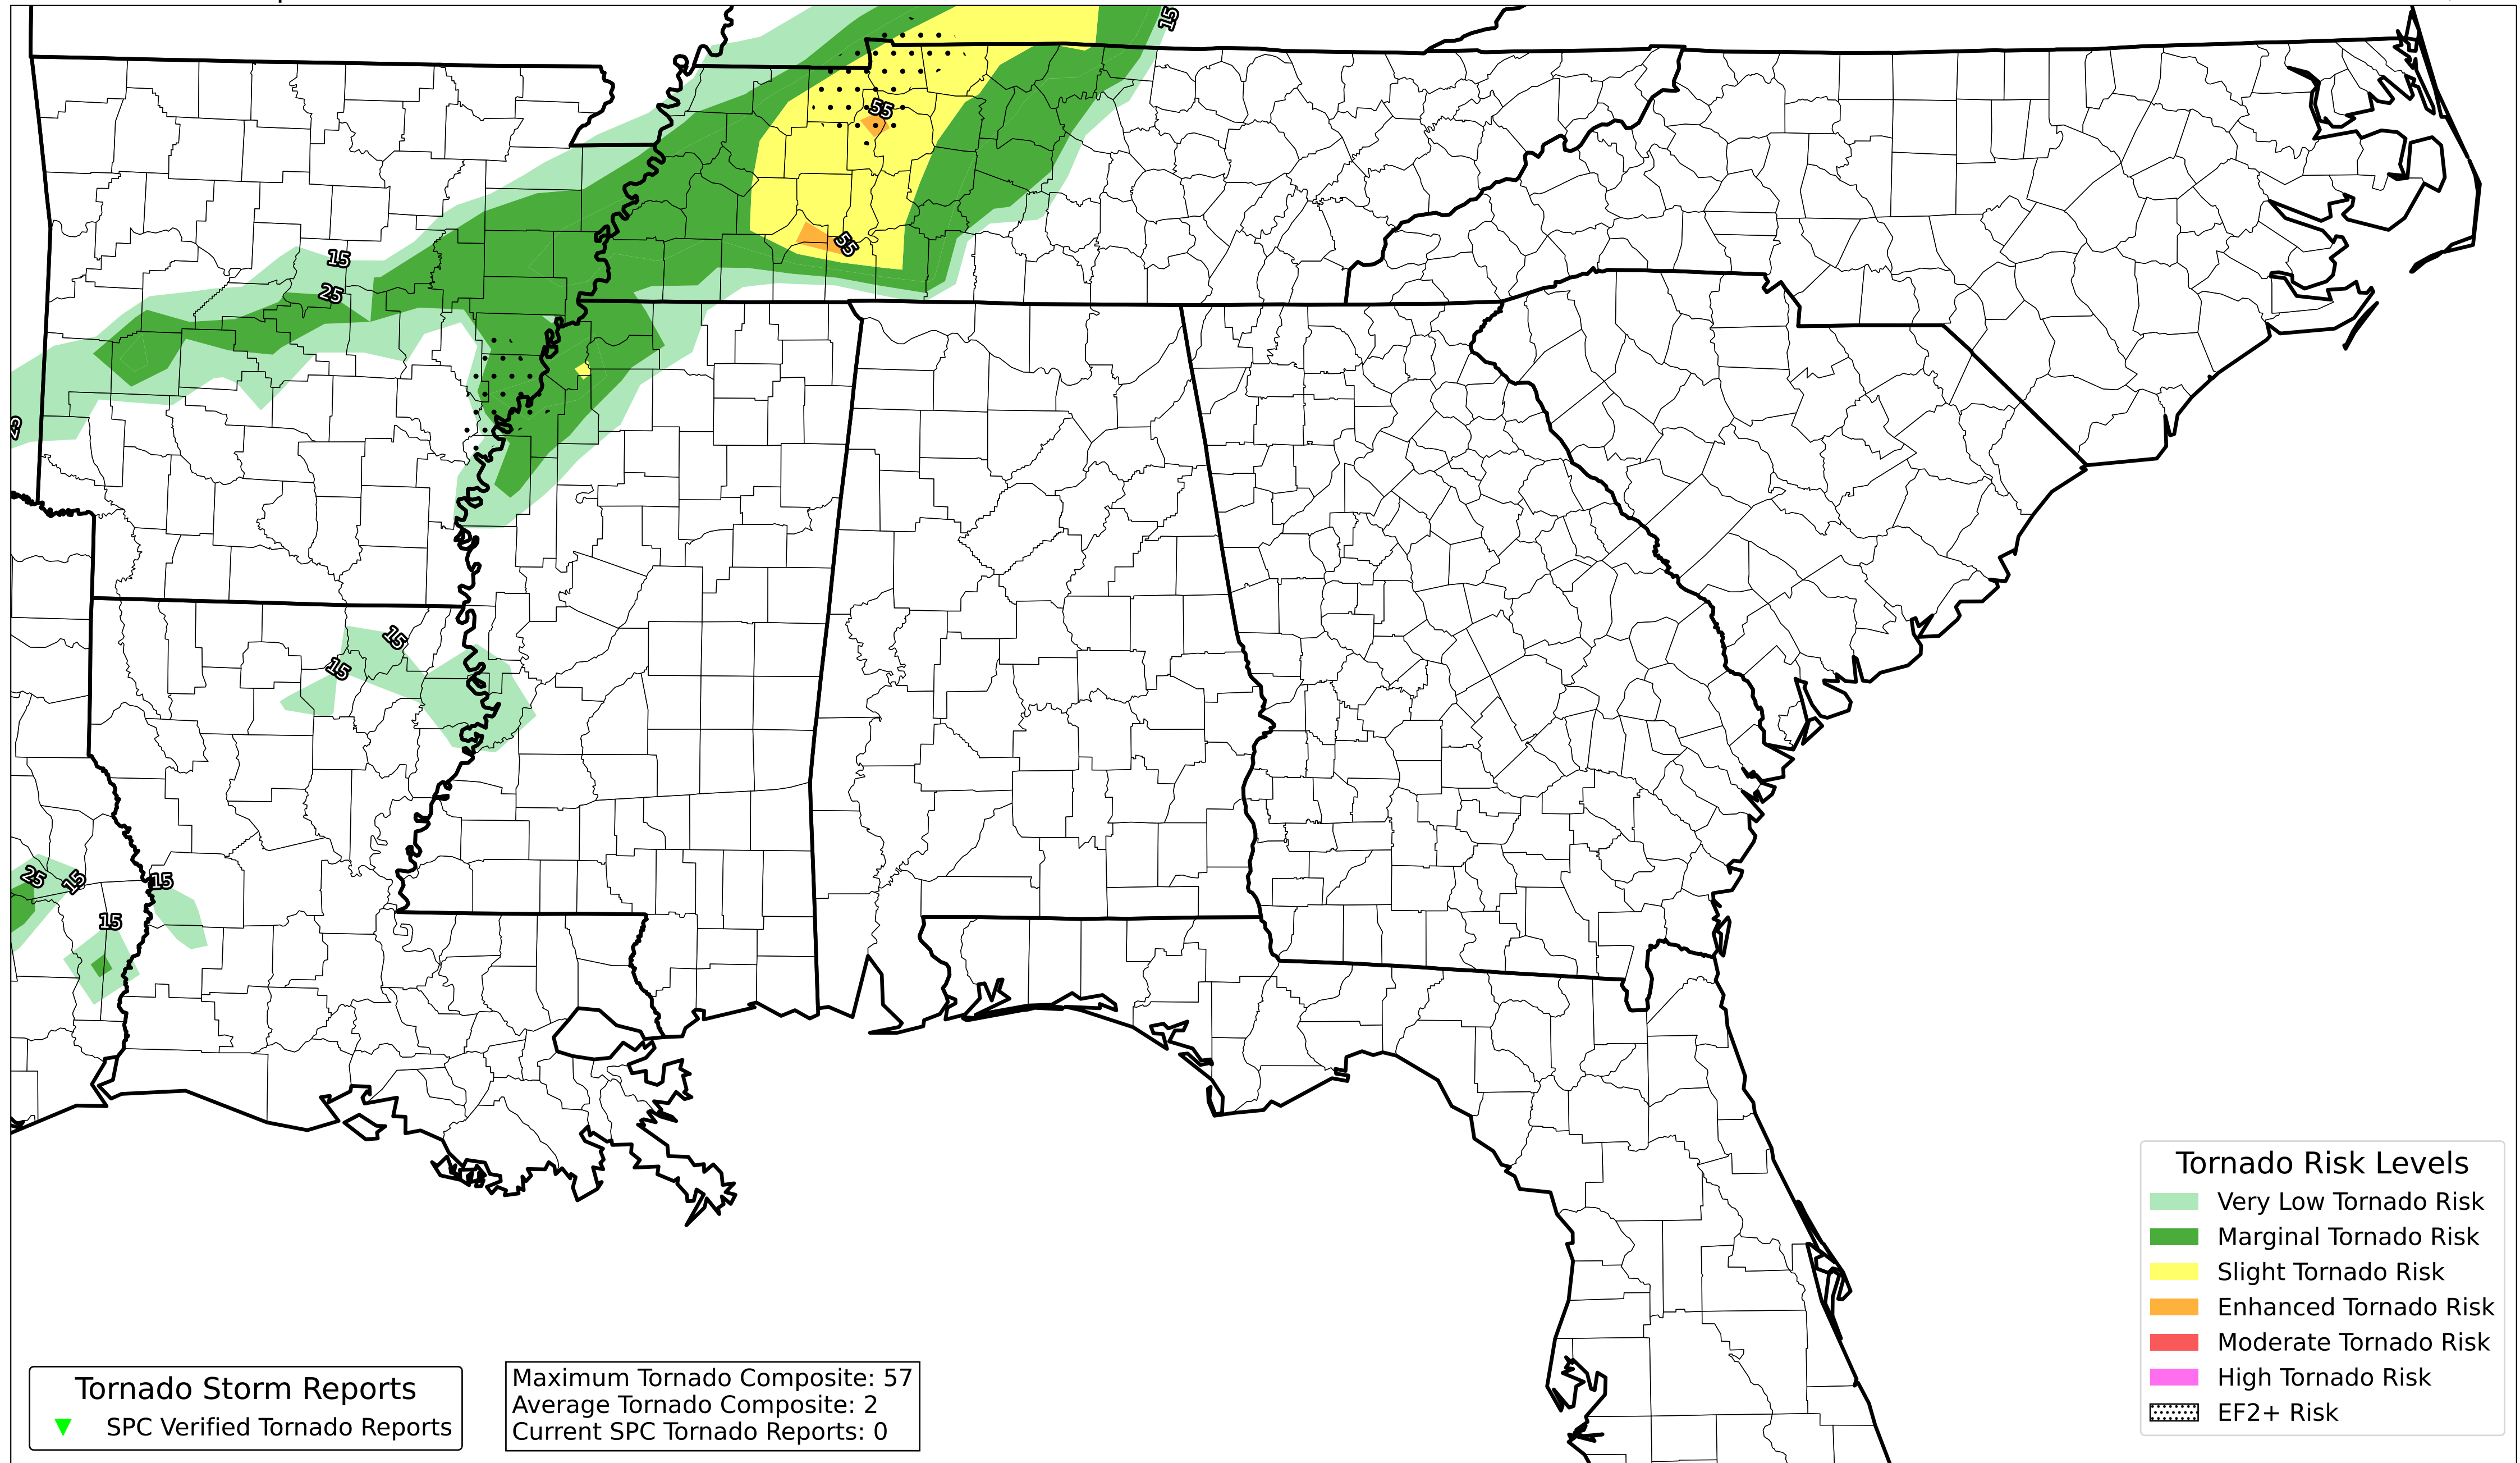 15
55
55
15
25
15
15
25
15
15
15
Tornado Risk Levels
Very Low Tornado Risk
Marginal Tornado Risk
Slight Tornado Risk
Enhanced Tornado Risk
Moderate Tornado Risk
High Tornado Risk
EF2+ Risk
Tornado Storm Reports
SPC Verified Tornado Reports
Maximum Tornado Composite: 57
Average Tornado Composite: 2
Current SPC Tornado Reports: 0